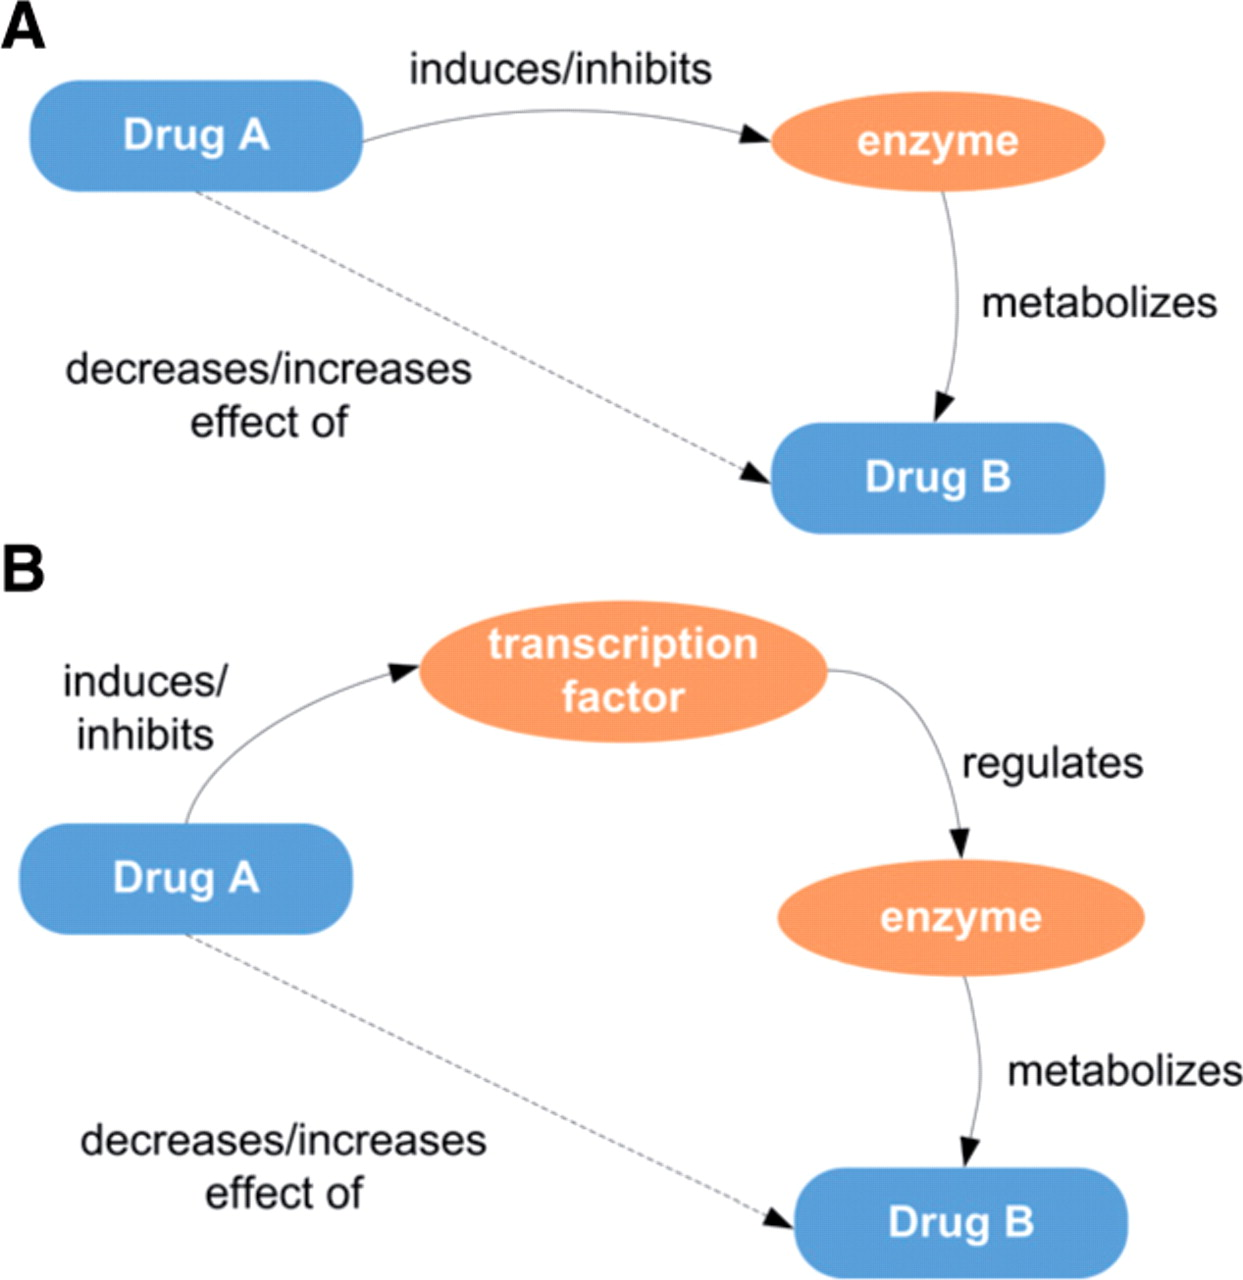 A
induces/inhibits
Drug A
enzyme
metabolizes
decreases/increases
effect of
Drug B
B
transcription
factor
induces/
inhibits
regulates
Drug A
enzyme
metabolizes
decreases/increases
effect of
Drug B